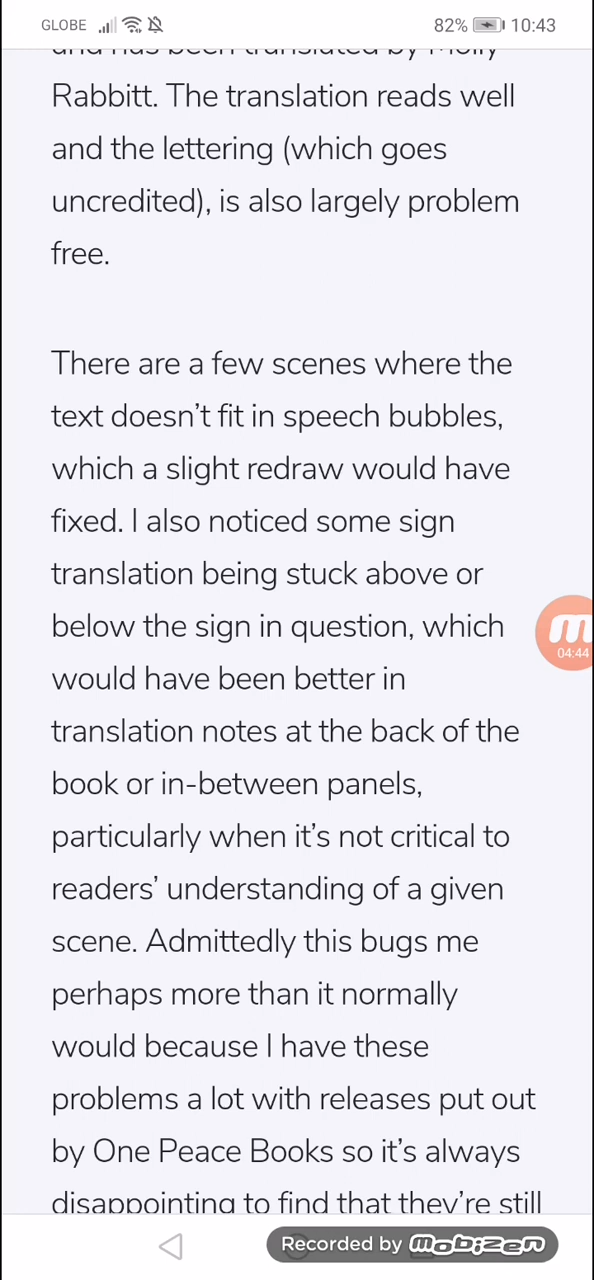 GLOBE 82% 10:43
and has been translated by Molly
Rabbitt. The translation reads well
and the lettering (which goes
uncredited), is also largely problem
free.
There are a few scenes where the
text doesn’t fit in speech bubbles,
which a slight redraw would have
fixed. I also noticed some sign
translation being stuck above or
below the sign in question, which
would have been better in
translation notes at the back of the
book or in-between panels,
particularly when it’s not critical to
readers’ understanding of a given
scene. Admittedly this bugs me
perhaps more than it normally
would because I have these
problems a lot with releases put out
by One Peace Books so it’s always
disappointing to find that they’re still
m
04:44
Recorded by mobizen